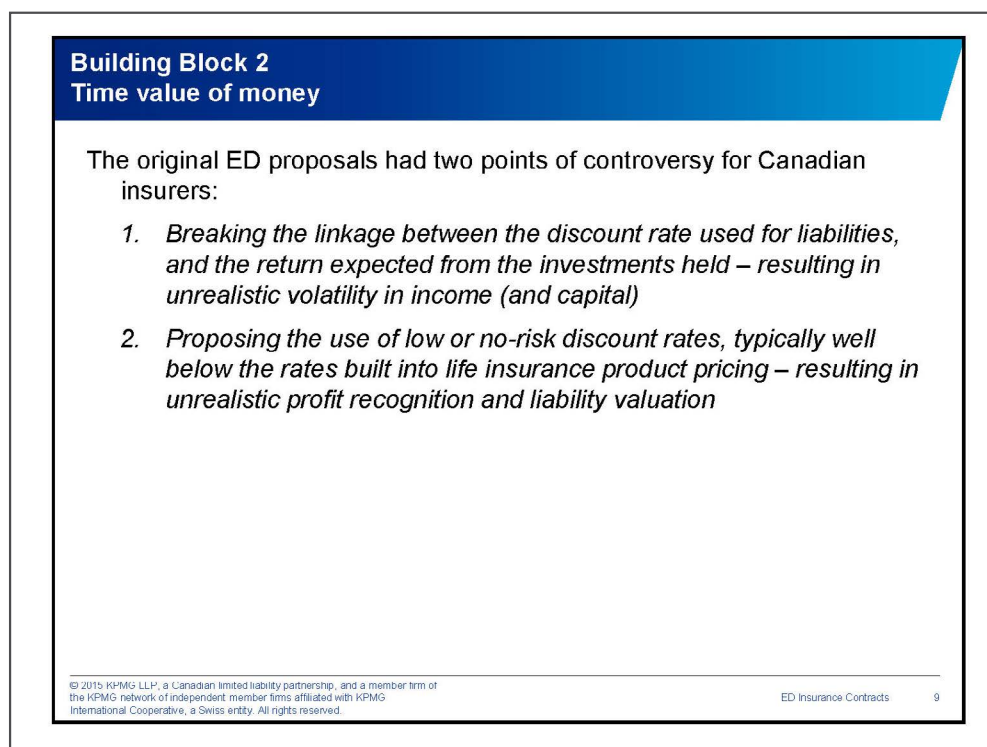 Building Block 2
Time value of money
The original ED proposals had two points of controversy for Canadian
insurers:
1. Breaking the linkage between the discount rate used for liabilities,
and the return expected from the investments held – resulting in
unrealistic volatility in income (and capital)
2. Proposing the use of low or no-risk discount rates, typically well
below the rates built into life insurance product pricing – resulting in
unrealistic profit recognition and liability valuation
© 2015 KPMG LLP, a Canadian limited liability partnership, and a member firm of
the KPMG network of independent member firms affiliated with KPMG
International Cooperative, a Swiss entity. All rights reserved.
ED Insurance Contracts 9